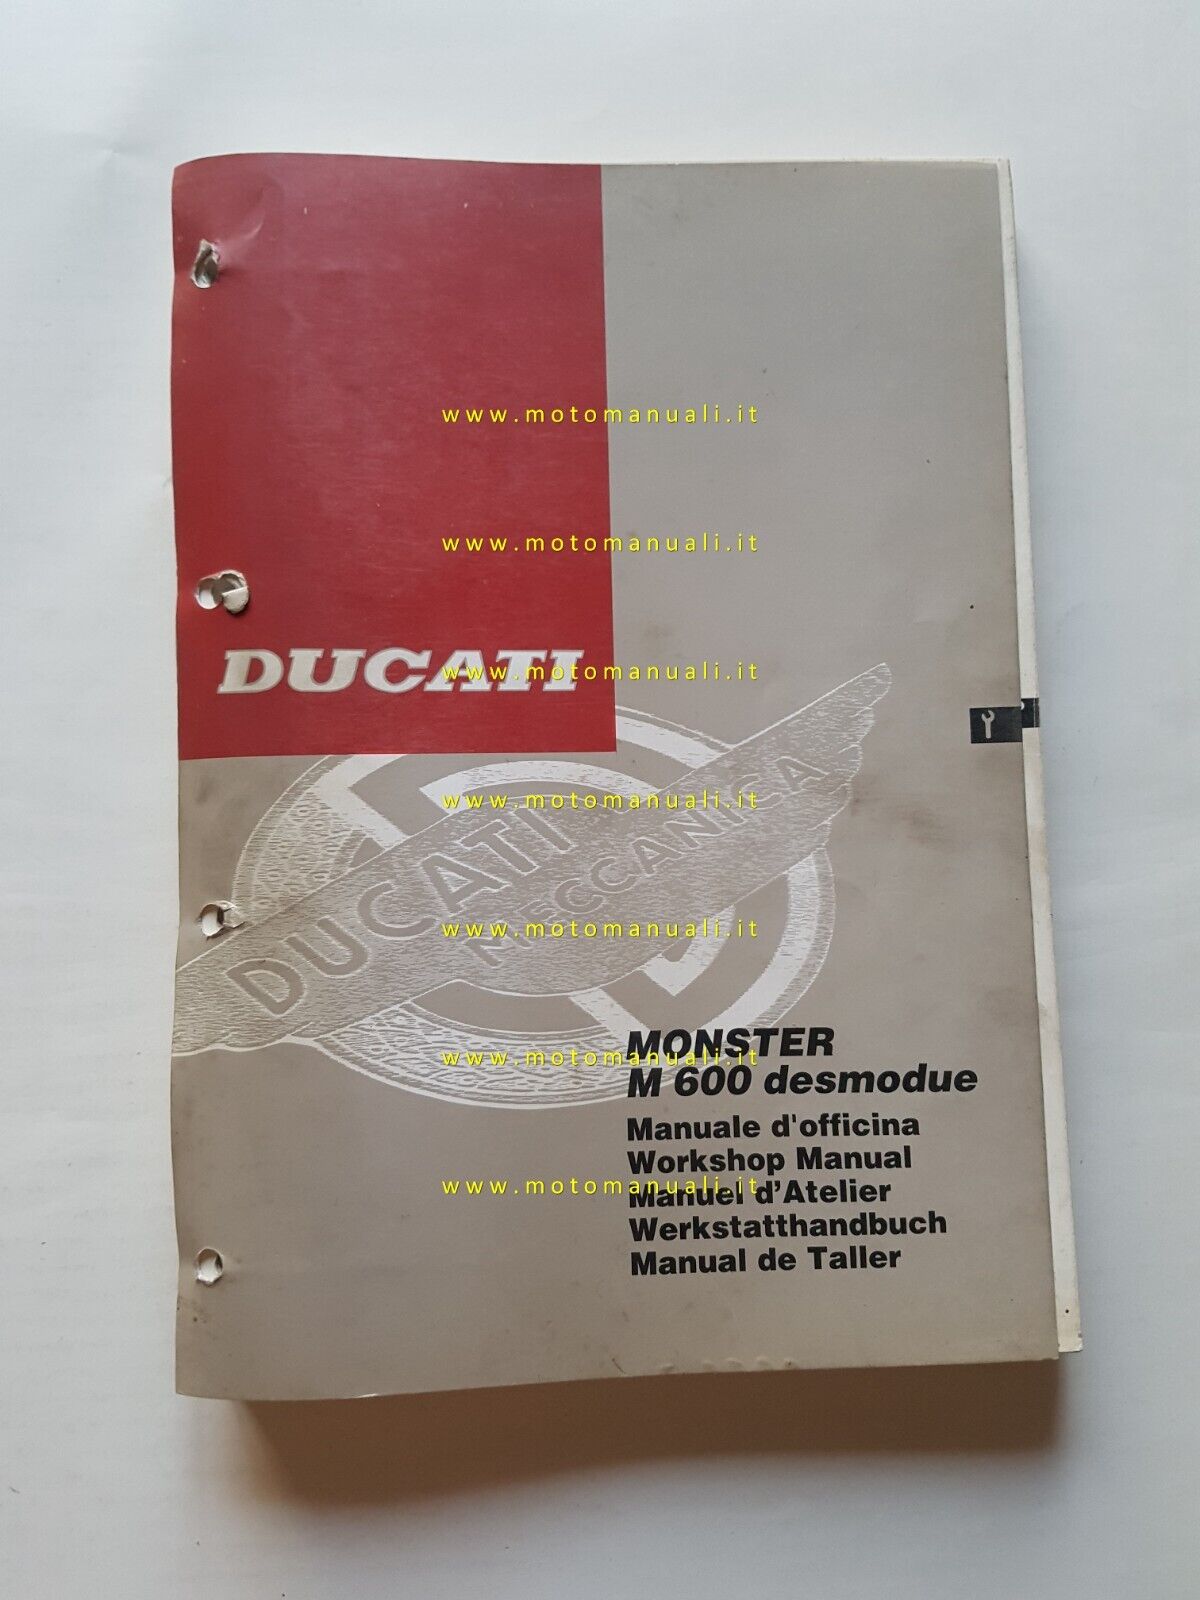 www.motomanuali.it
www.motomanuali.it
DUCATI
www.motomanuali.it
www.motomanuali.it
DUCATI
MECCANICA
www.motomanuali.it
MONSTER
www.motomanuali.it
M 600 desmodue
Manuale d'officina
Workshop Manual
Manuel d'Atelier
www.motomanuali.it
Werkstatthandbuch
Manual de Taller